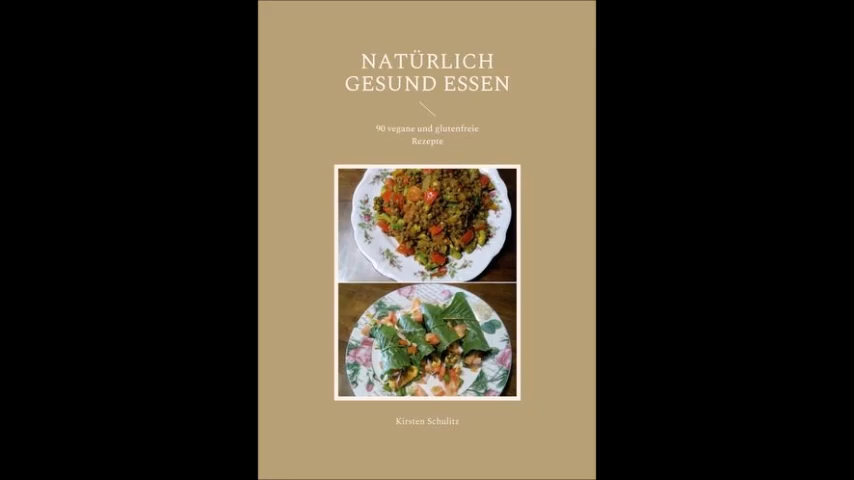 NATÜRLICH
GESUND ESSEN
90 vegane und glutenfreie
Rezepte
Kirsten Schulitz